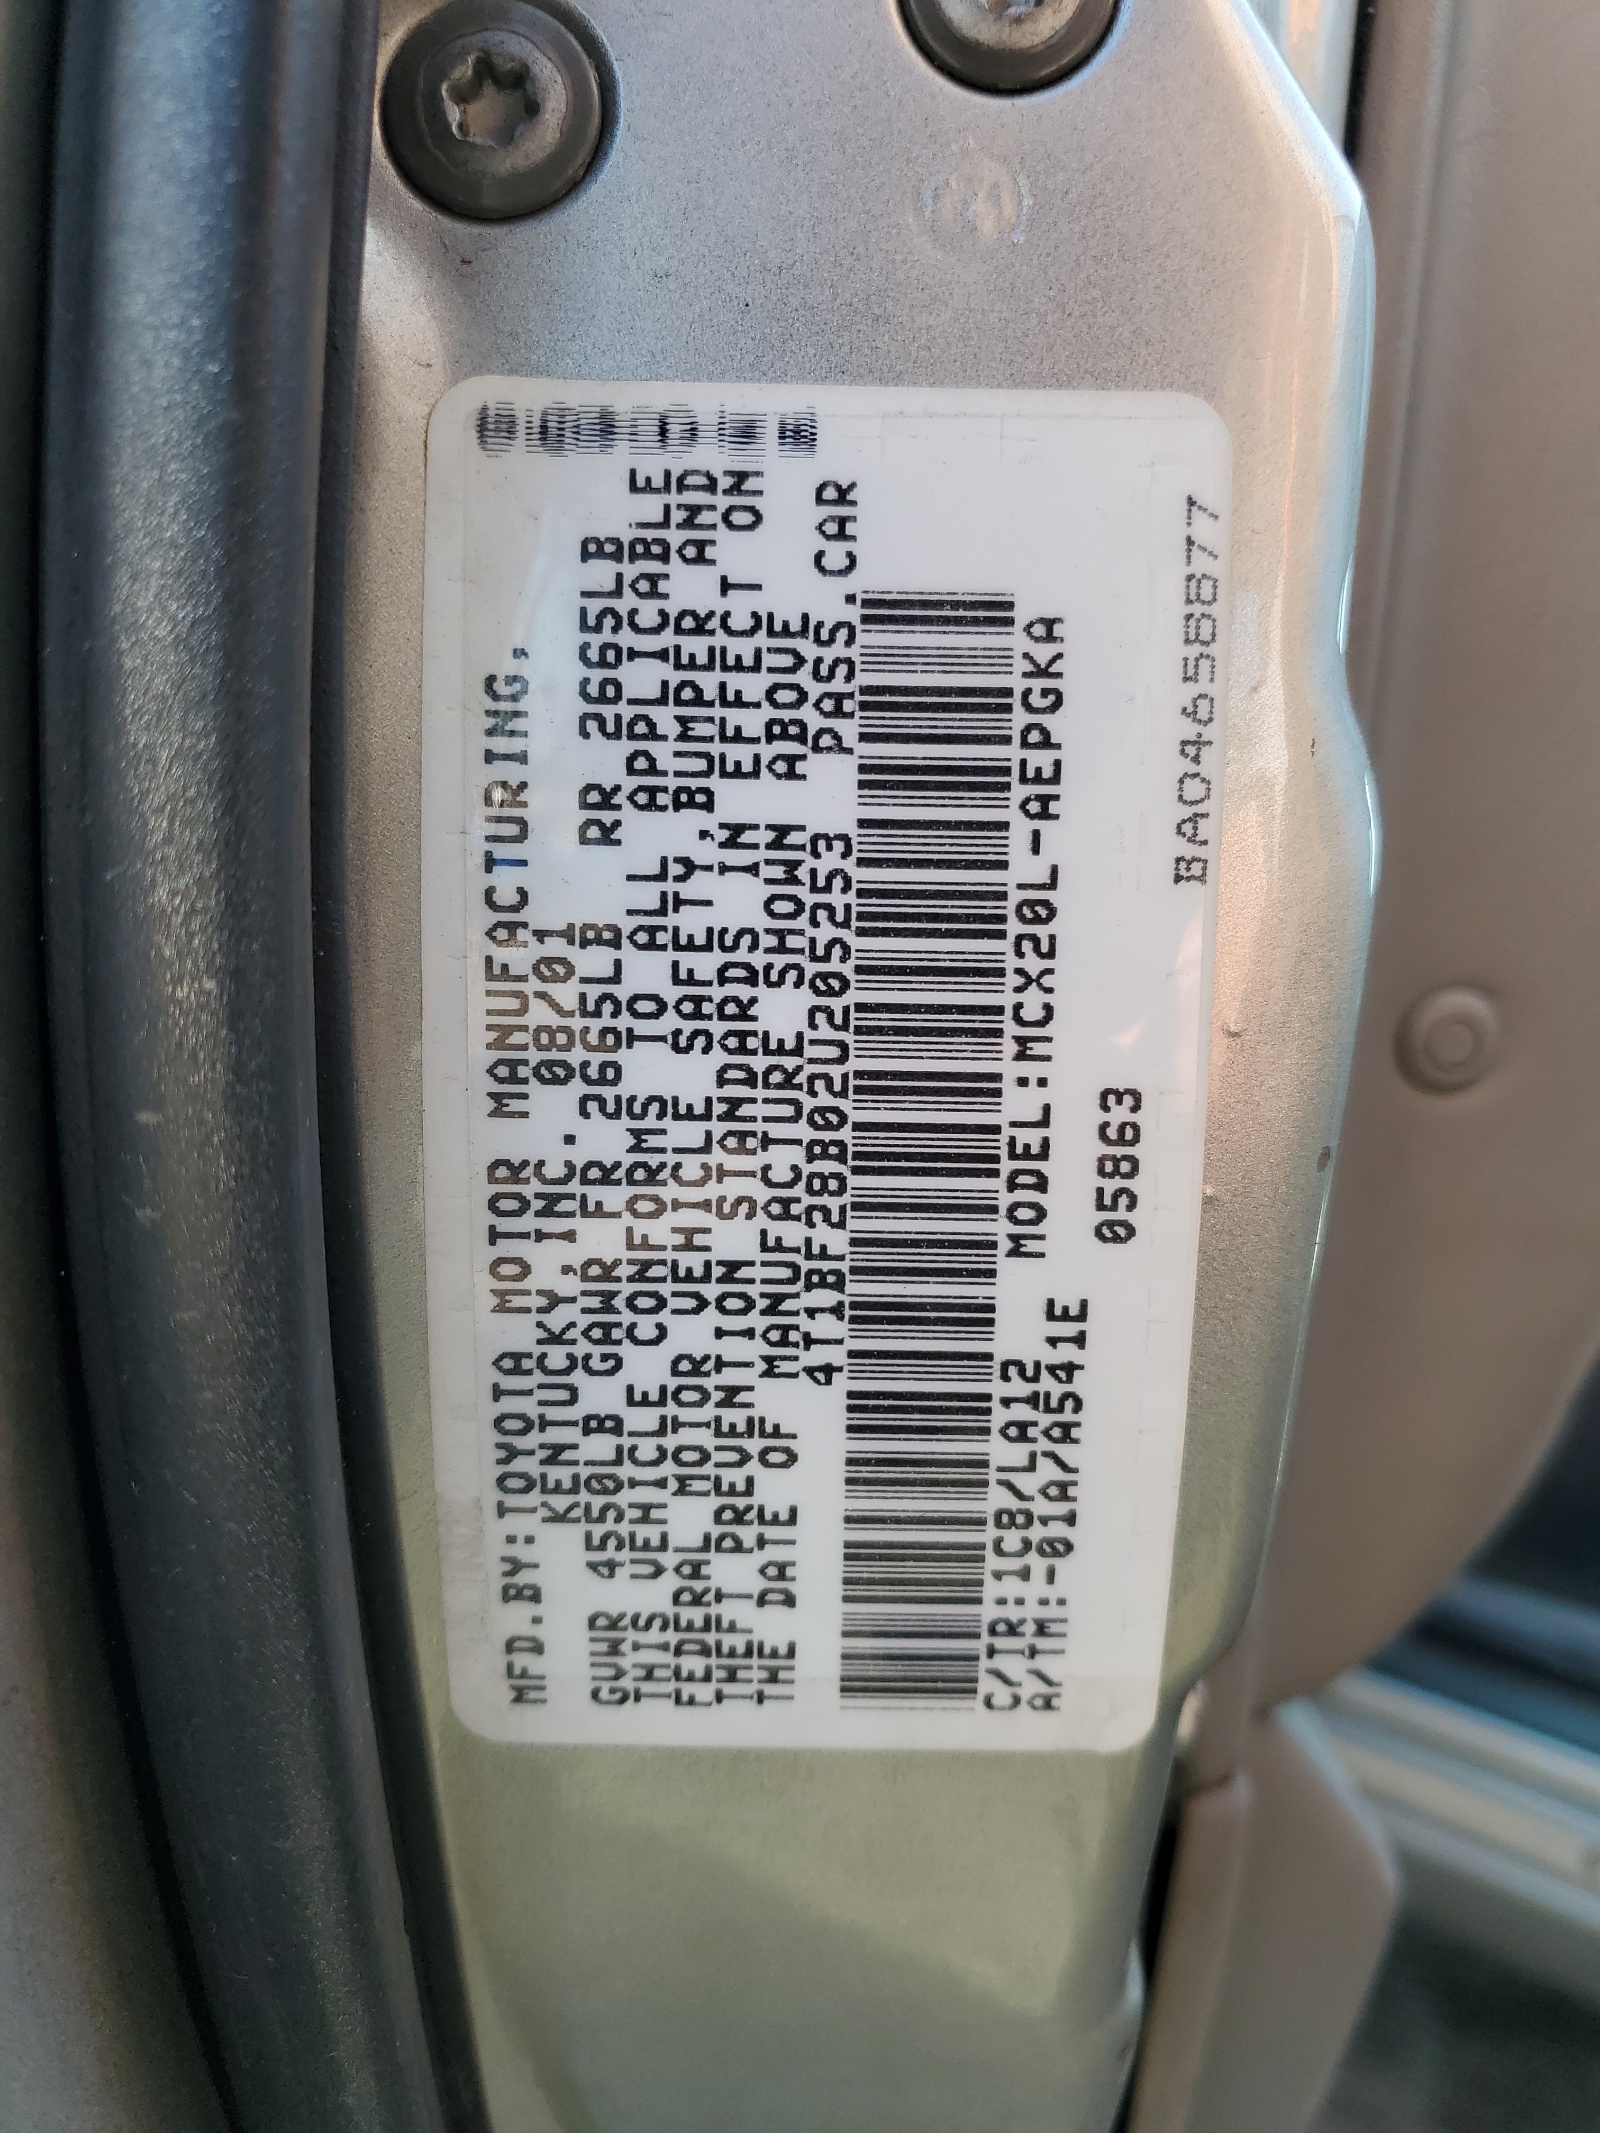 MFD.BY:TOYOTA MOTOR MANUFACTURING,
KENTUCKY,INC. 08/01
GVWR 4550LB GAWR FR 2665LB RR 2665LB
THIS VEHICLE CONFORMS TO ALL APPLICABLE
FEDERAL MOTOR VEHICLE SAFETY,BUMPER AND
THEFT PREVENTION STANDARDS IN EFFECT ON
THE DATE OF MANUFACTURE SHOWN ABOVE
4T1BF28B02U205253 PASS.CAR
C/TR:1C8/LA12 MODEL:MCX20L-AEPGKA
A/TM:-01A/A541E
05863
BA04658877